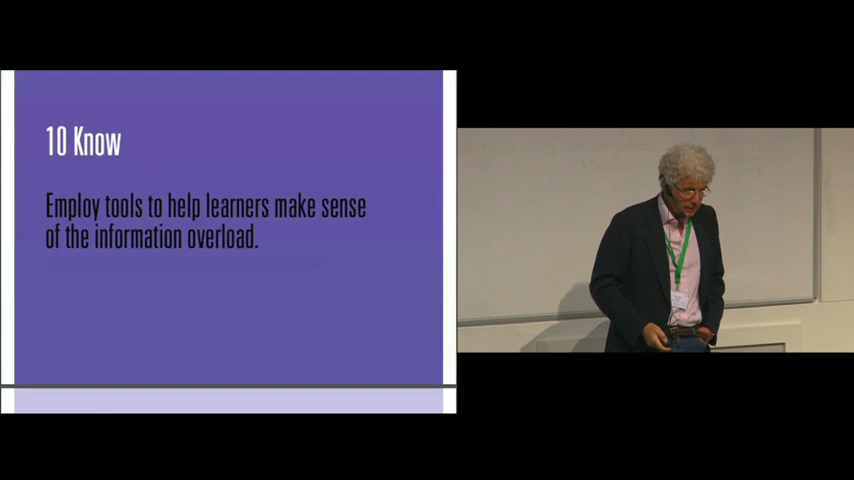 10 Know
Employ tools to help learners make sense
of the information overload.